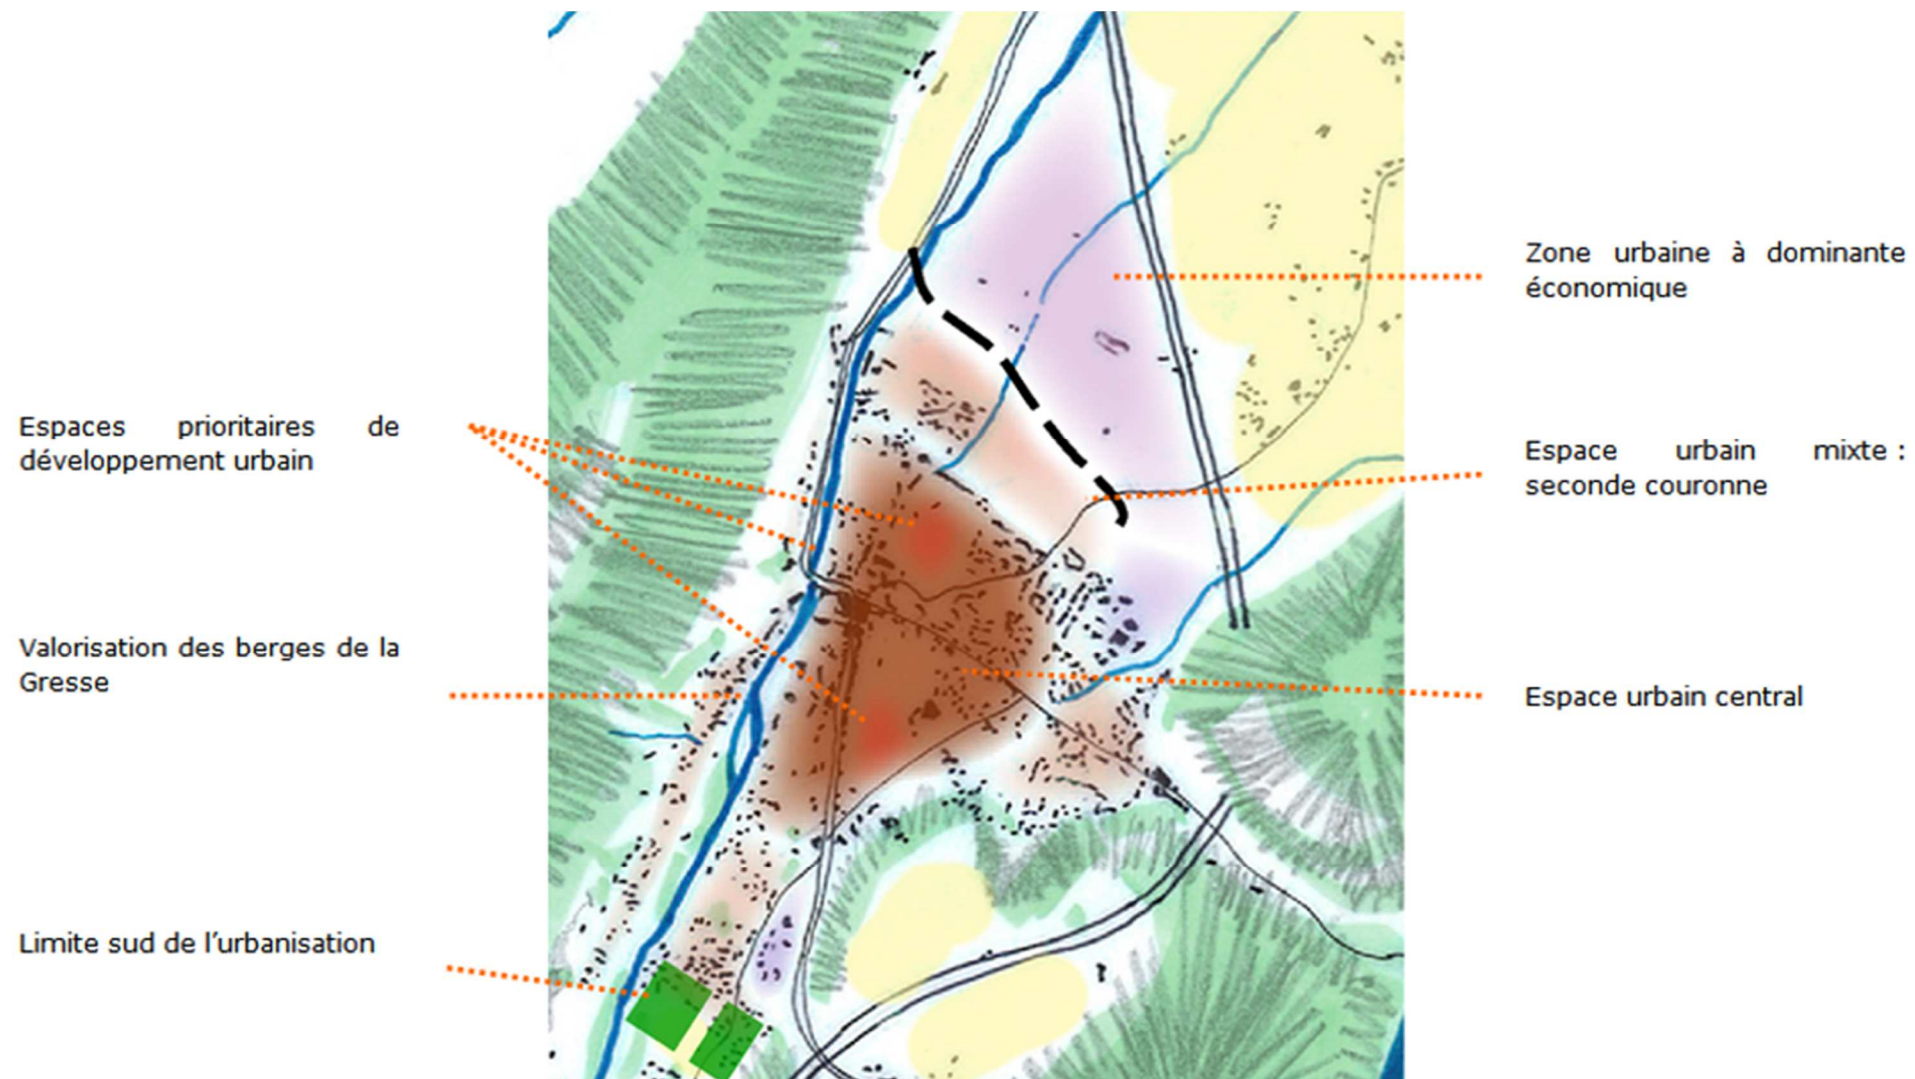 Espaces prioritaires de
développement urbain
Valorisation des berges de la
Gresse
Limite sud de l'urbanisation
Zone urbaine à dominante
économique
Espace urbain mixte :
seconde couronne
Espace urbain central